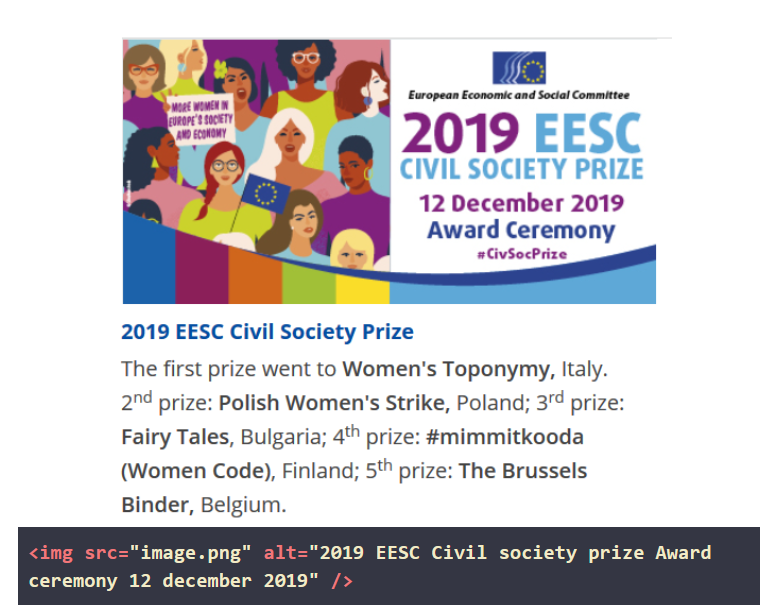 MORE WOMEN IN
EUROPE'S SOCIETY
AND ECONOMY
European Economic and Social Committee
2019 EESC
CIVIL SOCIETY PRIZE
12 December 2019
Award Ceremony
#CivSocPrize
2019 EESC Civil Society Prize
The first prize went to Women's Toponymy, Italy.
2nd prize: Polish Women's Strike, Poland; 3rd prize:
Fairy Tales, Bulgaria; 4th prize: #mimmitkooda
(Women Code), Finland; 5th prize: The Brussels
Binder, Belgium.
<img src="image.png" alt="2019 EESC Civil society prize Award
ceremony 12 december 2019" />